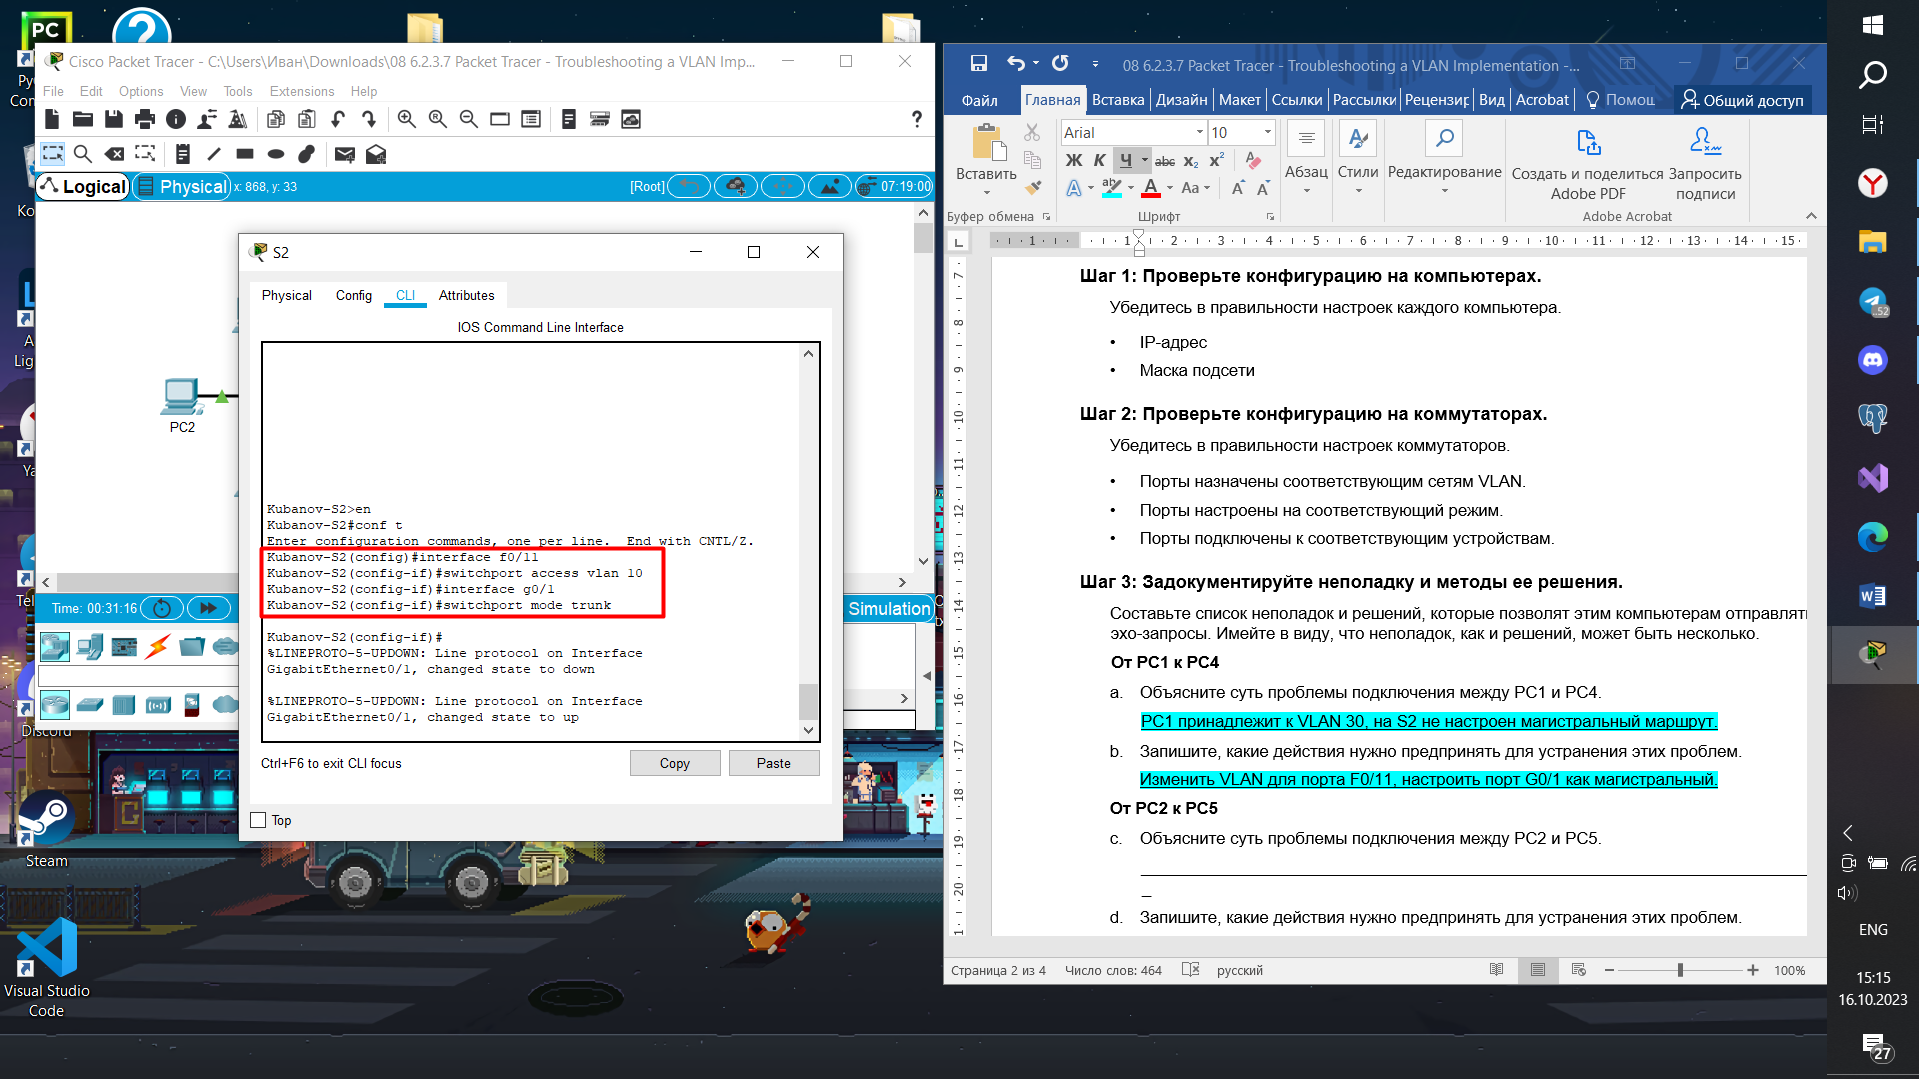 Cisco Packet Tracer - C:\Users\Иван\Downloads\08 6.2.3.7 Packet Tracer - Troubleshooting a VLAN Imp...
File Edit Options View Tools Extensions Help
Logical
Physical
x: 868, y: 33
[Root]
07:19:00
PC2
Time: 00:31:16
Simulation
S2
Physical Config CLI Attributes
IOS Command Line Interface
Kubanov-S2>en
Kubanov-S2#conf t
Enter configuration commands, one per line.  End with CNTL/Z.
Kubanov-S2(config)#interface f0/11
Kubanov-S2(config-if)#switchport access vlan 10
Kubanov-S2(config-if)#interface g0/1
Kubanov-S2(config-if)#switchport mode trunk
Kubanov-S2(config-if)#
%LINEPROTO-5-UPDOWN: Line protocol on Interface
GigabitEthernet0/1, changed state to down
%LINEPROTO-5-UPDOWN: Line protocol on Interface
GigabitEthernet0/1, changed state to up
Ctrl+F6 to exit CLI focus
Copy
Paste
Top
Discord
Steam
Visual Studio
Code
08 6.2.3.7 Packet Tracer - Troubleshooting a VLAN Implementation -...
Файл Главная Вставка Дизайн Макет Ссылки Рассылки Рецензир Вид Acrobat Помощ Общий доступ
Arial
10
Вставить
Ж К Ч abc x₂ x²
Aa
Абзац
Стили
Редактирование
Создать и поделиться
Adobe PDF
Запросить
подписи
Буфер обмена
Шрифт
Adobe Acrobat
Шаг 1: Проверьте конфигурацию на компьютерах.
Убедитесь в правильности настроек каждого компьютера.
• IP-адрес
• Маска подсети
Шаг 2: Проверьте конфигурацию на коммутаторах.
Убедитесь в правильности настроек коммутаторов.
• Порты назначены соответствующим сетям VLAN.
• Порты настроены на соответствующий режим.
• Порты подключены к соответствующим устройствам.
Шаг 3: Задокументируйте неполадку и методы ее решения.
Составьте список неполадок и решений, которые позволят этим компьютерам отправлят
эхо-запросы. Имейте в виду, что неполадок, как и решений, может быть несколько.
От PC1 к PC4
a. Объясните суть проблемы подключения между PC1 и PC4.
PC1 принадлежит к VLAN 30, на S2 не настроен магистральный маршрут.
b. Запишите, какие действия нужно предпринять для устранения этих проблем.
Изменить VLAN для порта F0/11, настроить порт G0/1 как магистральный.
От PC2 к PC5
c. Объясните суть проблемы подключения между PC2 и PC5.
d. Запишите, какие действия нужно предпринять для устранения этих проблем.
Страница 2 из 4
Число слов: 464
русский
100%
52
ENG
15:15
16.10.2023
27